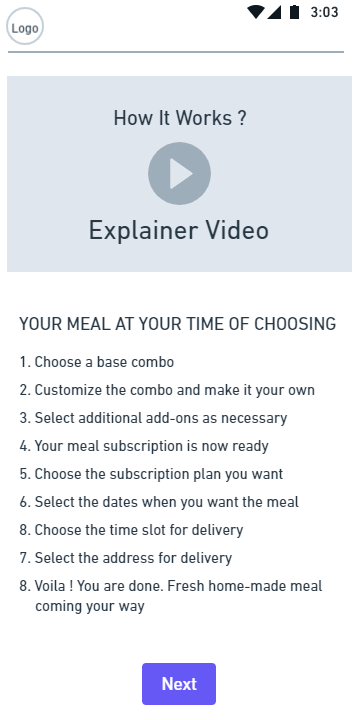 Logo
3:03
How It Works ?
Explainer Video
YOUR MEAL AT YOUR TIME OF CHOOSING
1. Choose a base combo
2. Customize the combo and make it your own
3. Select additional add-ons as necessary
4. Your meal subscription is now ready
5. Choose the subscription plan you want
6. Select the dates when you want the meal
8. Choose the time slot for delivery
7. Select the address for delivery
8. Voila ! You are done. Fresh home-made meal
coming your way
Next